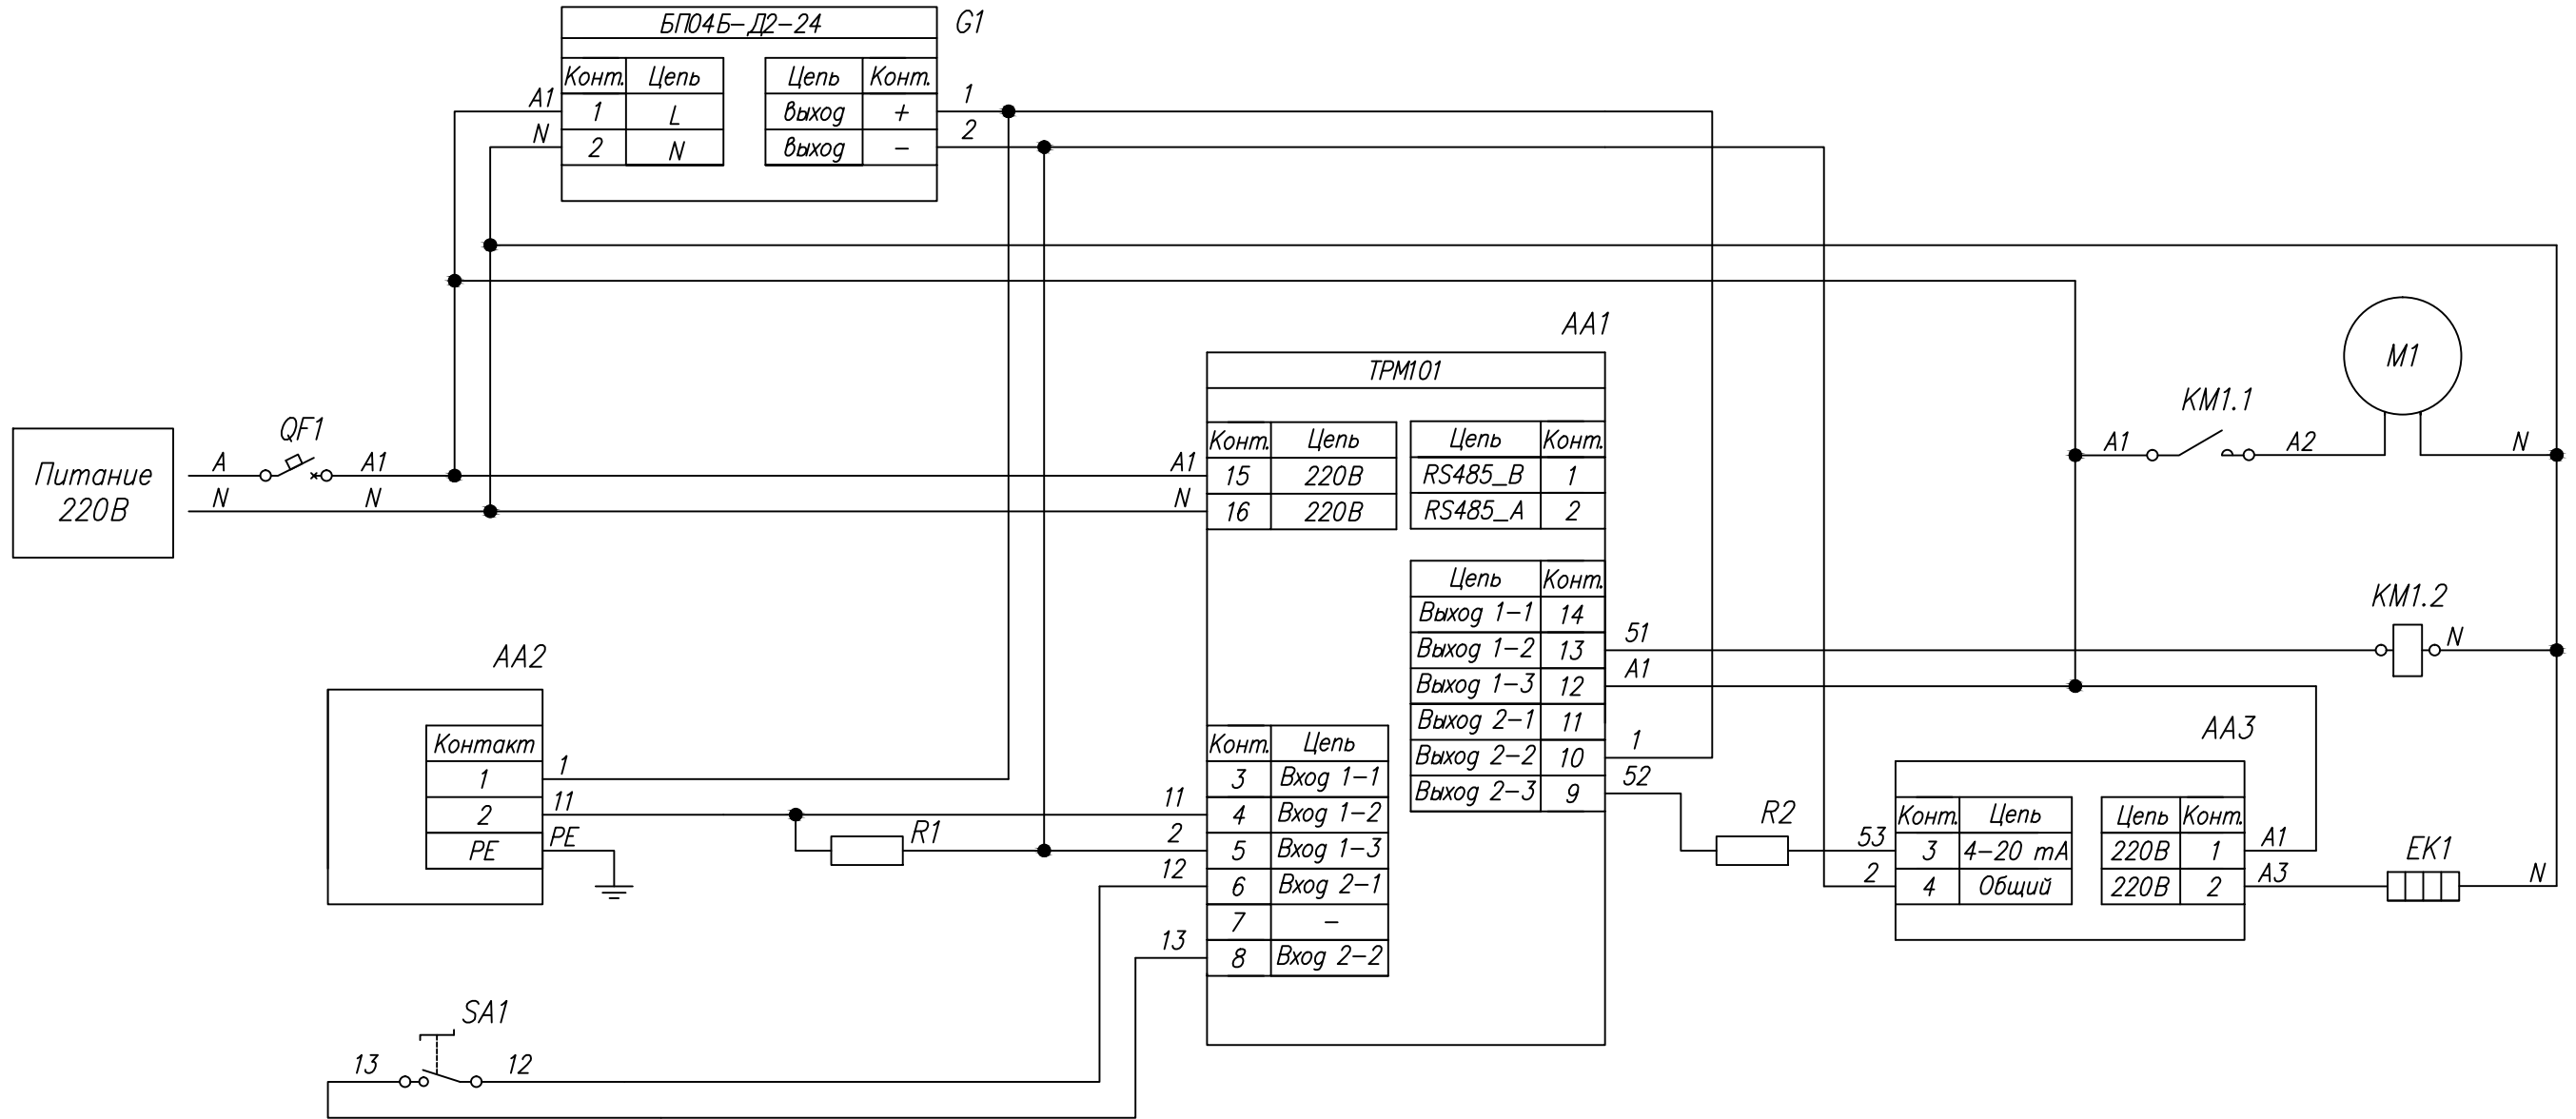 БП04Б-Д2-24
G1
Конт. Цепь
Цепь Конт.
A1
1 L
выход +
1
N
2 N
выход -
2
AA1
ТРМ101
M1
KM1.1
QF1
Питание
220В
A
A1
N
N
A1
N
Конт. Цепь
15 220В
16 220В
Цепь Конт.
RS485_B 1
RS485_A 2
A1
A2
N
Цепь Конт.
Выход 1-1 14
Выход 1-2 13
Выход 1-3 12
Выход 2-1 11
Выход 2-2 10
Выход 2-3 9
51
A1
1
52
KM1.2
N
AA2
Контакт
1
2
PE
1
11
PE
R1
11
2
12
13
Конт. Цепь
3 Вход 1-1
4 Вход 1-2
5 Вход 1-3
6 Вход 2-1
7 -
8 Вход 2-2
R2
53
2
AA3
Конт. Цепь
3 4-20 mA
4 Общий
Цепь Конт.
220В 1
220В 2
A1
A3
EK1
N
SA1
13
12